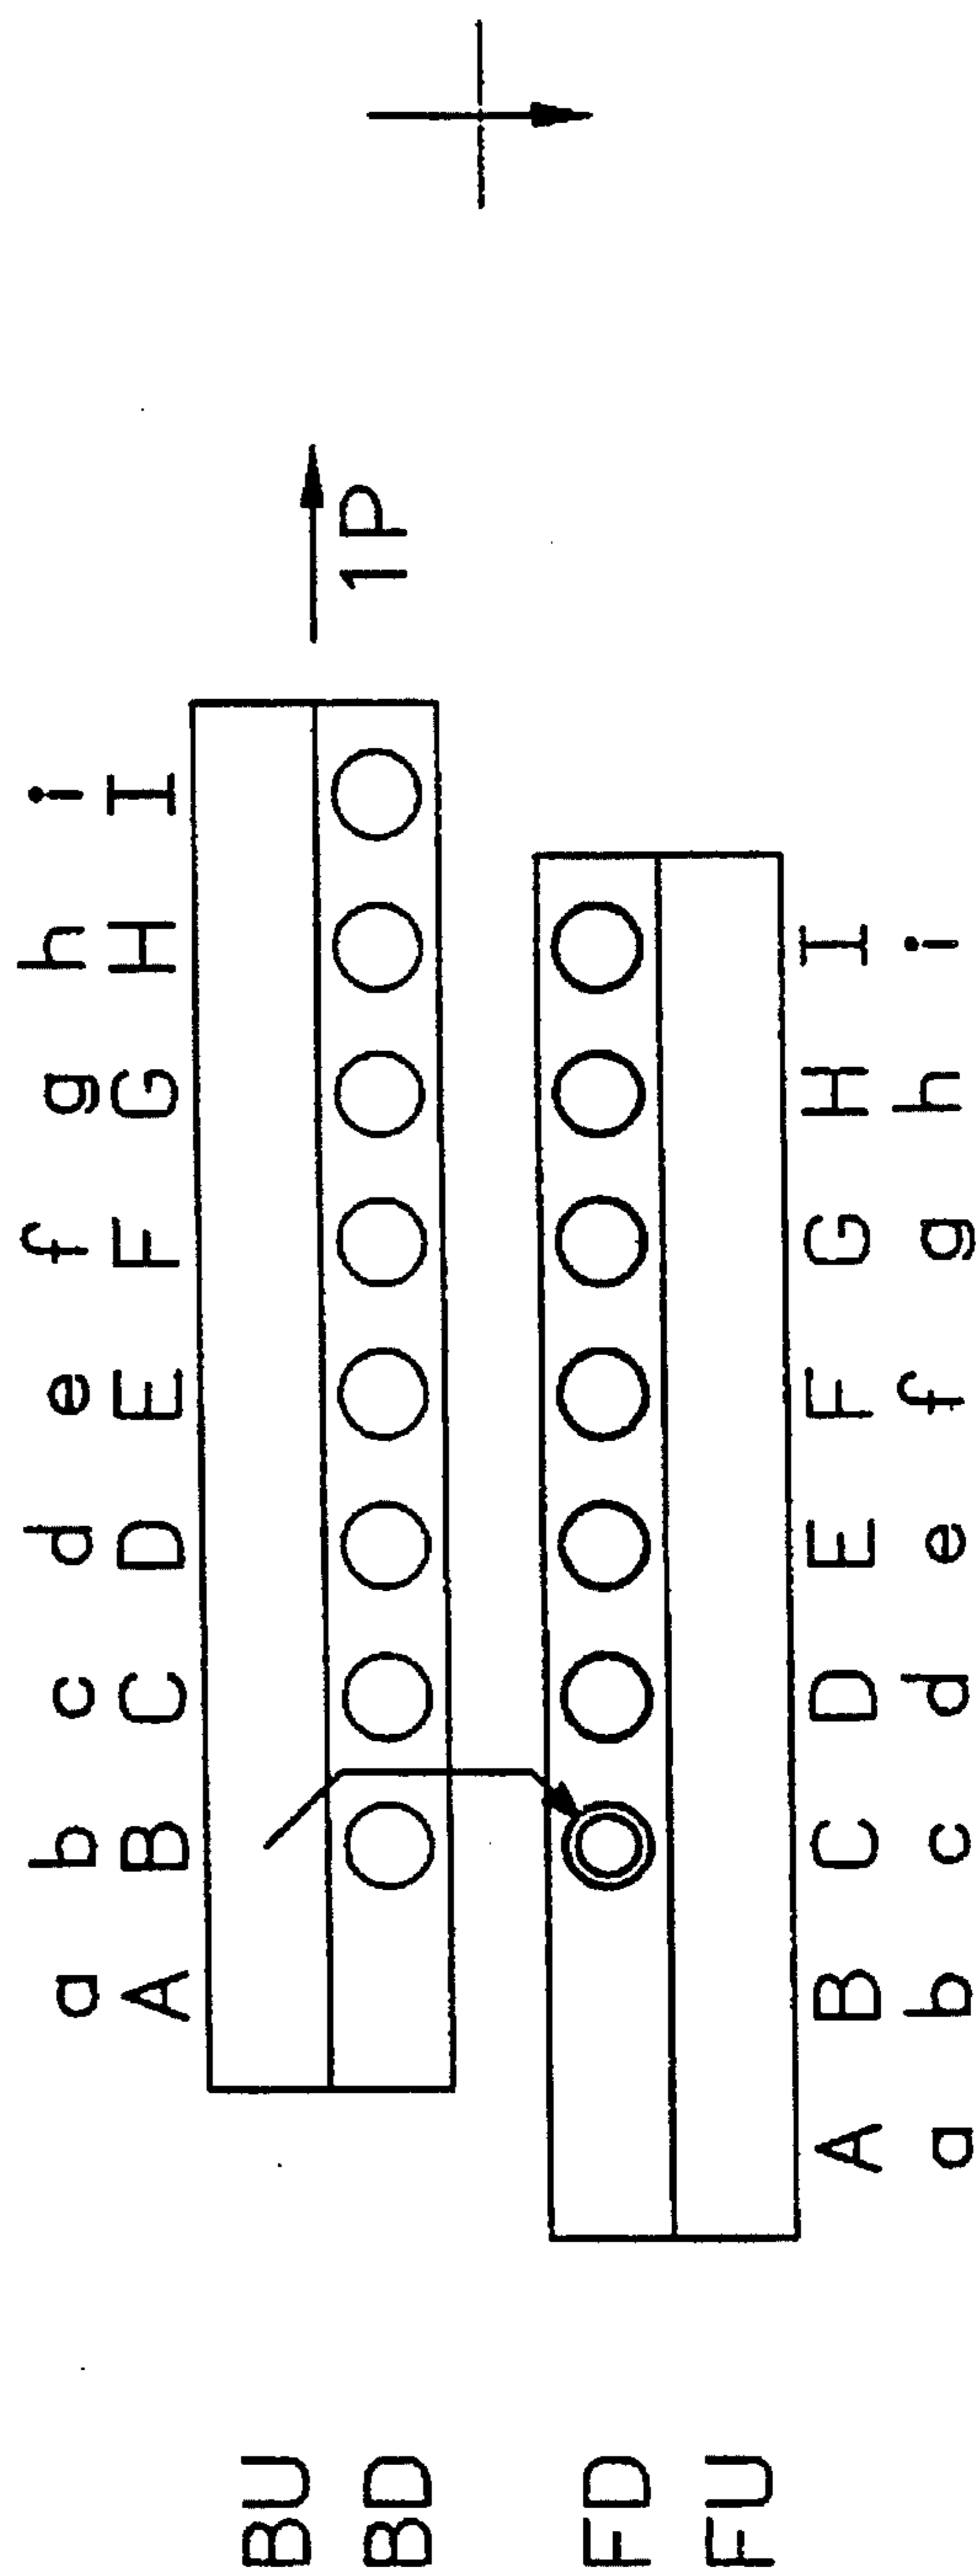 a b c d e f g h i
A B C D E F G H I
BU
1P
BD
FD
FU
A B C D E F G H I
a b c d e f g h i